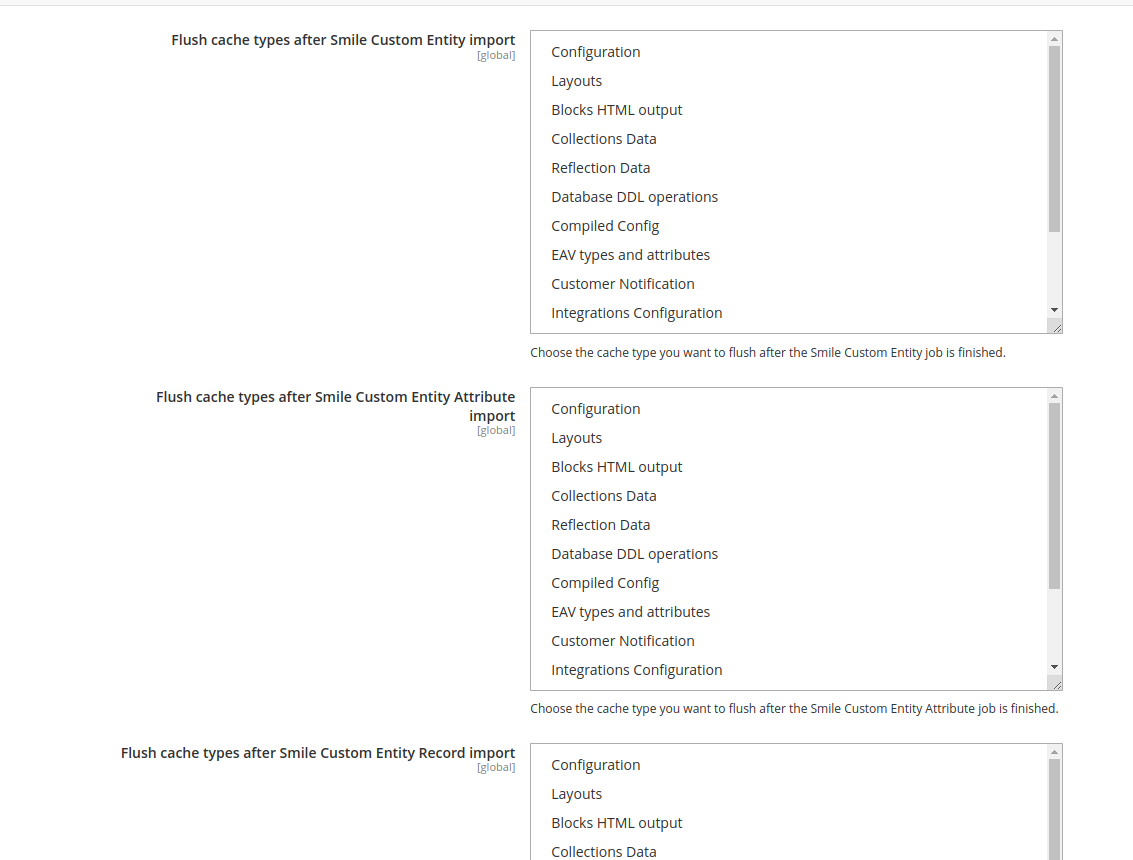 Flush cache types after Smile Custom Entity import
[global]
Configuration
Layouts
Blocks HTML output
Collections Data
Reflection Data
Database DDL operations
Compiled Config
EAV types and attributes
Customer Notification
Integrations Configuration
Choose the cache type you want to flush after the Smile Custom Entity job is finished.
Flush cache types after Smile Custom Entity Attribute
import
[global]
Configuration
Layouts
Blocks HTML output
Collections Data
Reflection Data
Database DDL operations
Compiled Config
EAV types and attributes
Customer Notification
Integrations Configuration
Choose the cache type you want to flush after the Smile Custom Entity Attribute job is finished.
Flush cache types after Smile Custom Entity Record import
[global]
Configuration
Layouts
Blocks HTML output
Collections Data